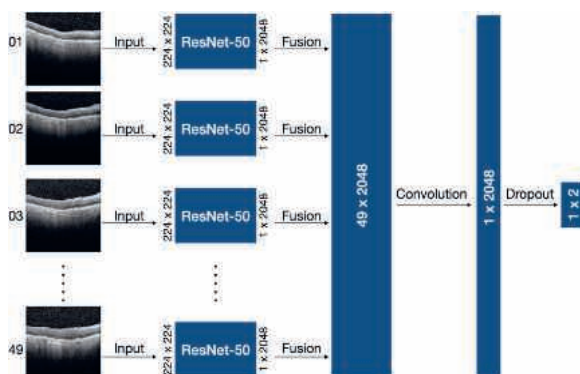 01 Input 224 x 224 ResNet-50 1 x 2048 Fusion
02 Input 224 x 224 ResNet-50 1 x 2048 Fusion
03 Input 224 x 224 ResNet-50 1 x 2048 Fusion
49 Input 224 x 224 ResNet-50 1 x 2048 Fusion
49 x 2048
Convolution
1 x 2048
Dropout
1 x 2